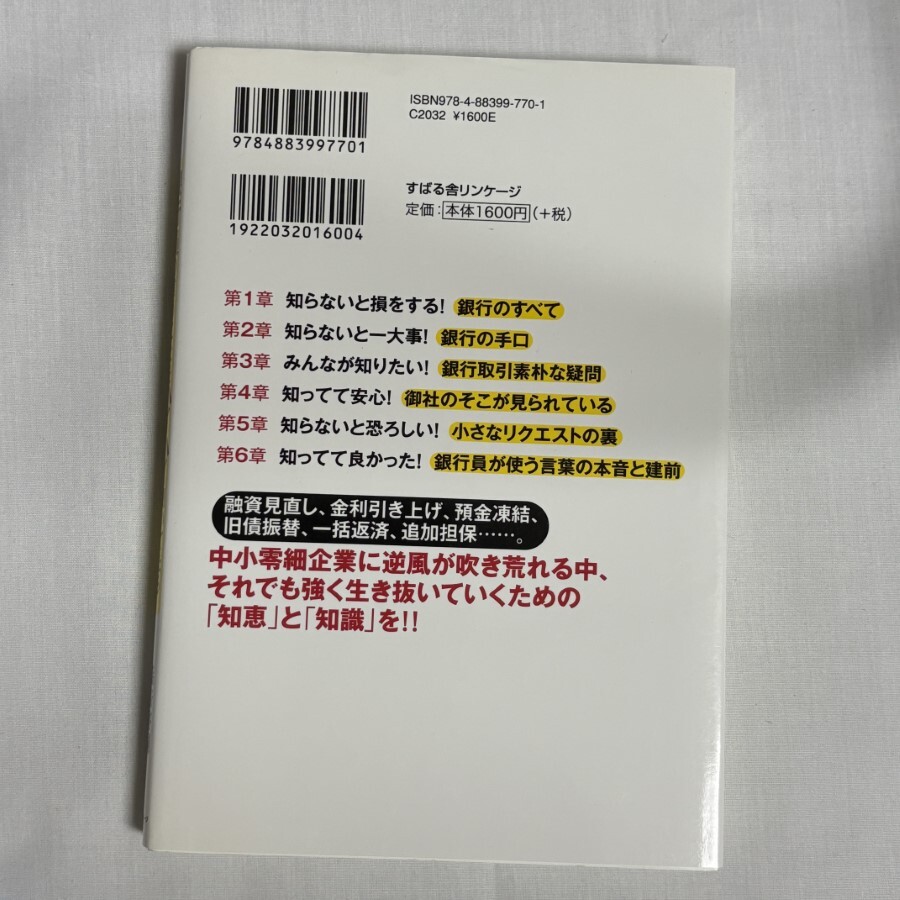 ISBN978-4-88399-770-1
C2032 ¥1600E
9784883997701
すばる舎リンケージ
定価：本体1600円（+税）
1922032016004
第1章 知らないと損をする！ 銀行のすべて
第2章 知らないと一大事！ 銀行の手口
第3章 みんなが知りたい！ 銀行取引素朴な疑問
第4章 知ってて安心！ 御社のそこが見られている
第5章 知らないと恐ろしい！ 小さなリクエストの裏
第6章 知ってて良かった！ 銀行員が使う言葉の本音と建前
融資見直し、金利引き上げ、預金凍結、
旧債振替、一括返済、追加担保……。
中小零細企業に逆風が吹き荒れる中、
それでも強く生き抜いていくための
「知恵」と「知識」を！！